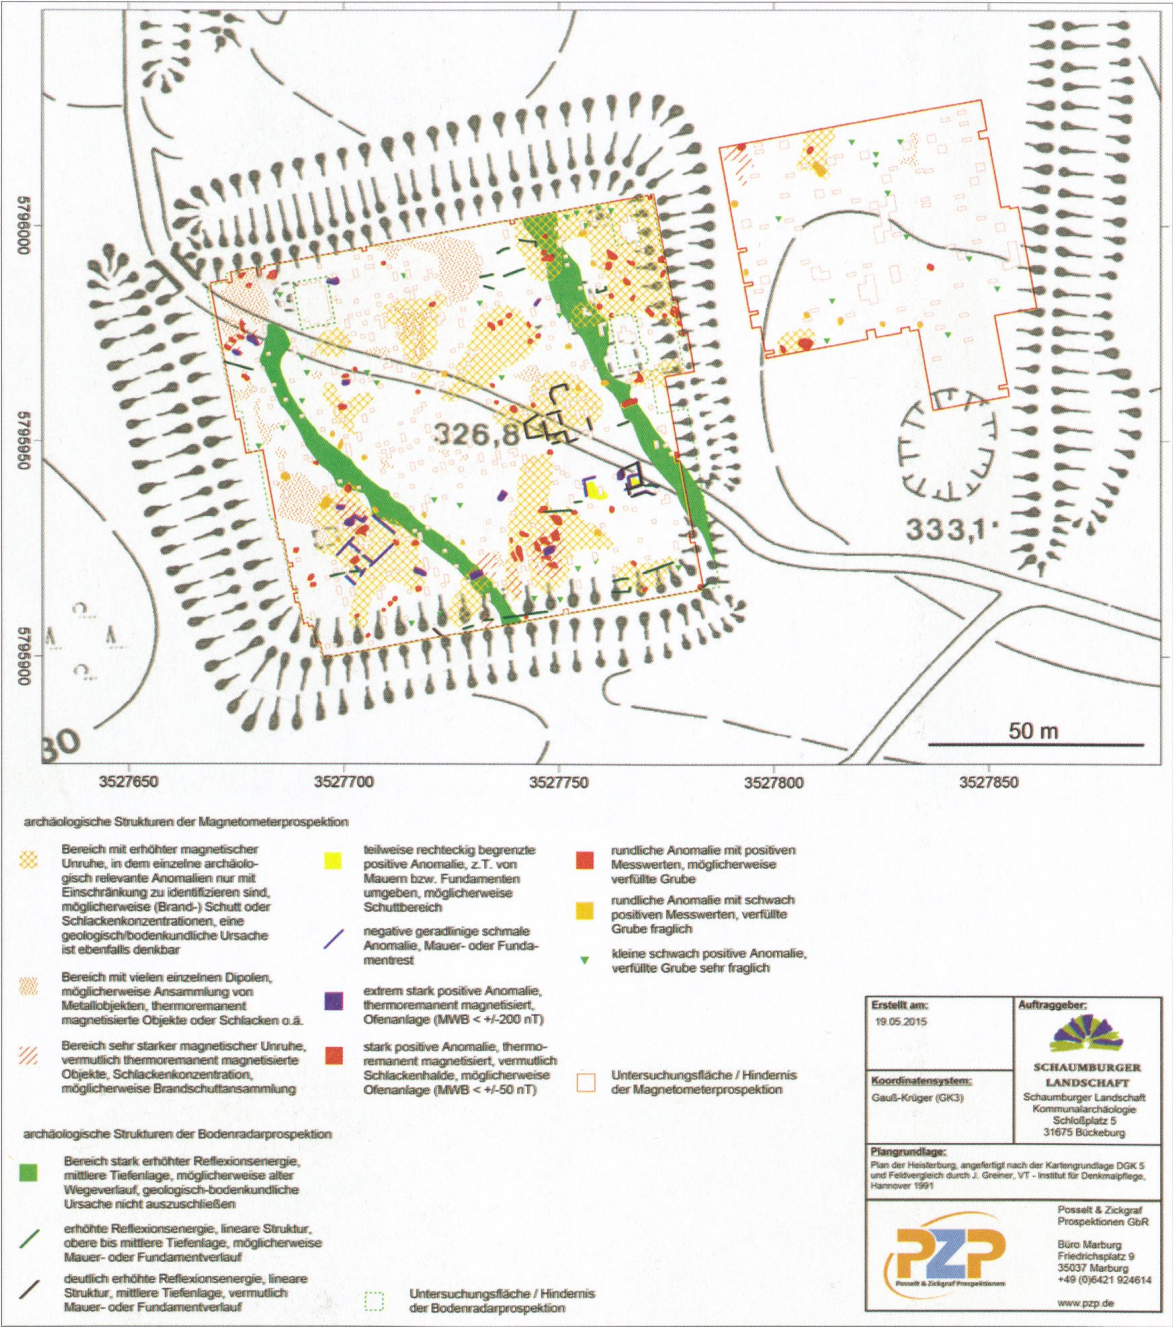 5796000
5795950
5795900
326,8
333,1
30
50 m
3527650
3527700
3527750
3527800
3527850
archäologische Strukturen der Magnetometerprospektion
Bereich mit erhöhter magnetischer
Unruhe, in dem einzelne archäolo-
gisch relevante Anomalien nur mit
Einschränkung zu identifizieren sind,
möglicherweise (Brand-) Schutt oder
Schlackenkonzentrationen, eine
geologisch/bodenkundliche Ursache
ist ebenfalls denkbar
Bereich mit vielen einzelnen Dipolen,
möglicherweise Ansammlung von
Metallobjekten, thermoremanent
magnetisierte Objekte oder Schlacken o.ä.
Bereich sehr starker magnetischer Unruhe,
vermutlich thermoremanent magnetisierte
Objekte, Schlackenkonzentration,
möglicherweise Brandschuttansammlung
teilweise rechteckig begrenzte
positive Anomalie, z.T. von
Mauern bzw. Fundamenten
umgeben, möglicherweise
Schuttbereich
negative geradlinige schmale
Anomalie, Mauer- oder Funda-
mentrest
extrem stark positive Anomalie,
thermoremanent magnetisiert,
Ofenanlage (MWB < +/-200 nT)
stark positive Anomalie, thermo-
remanent magnetisiert, vermutlich
Schlackenhalde, möglicherweise
Ofenanlage (MWB < +/-50 nT)
rundliche Anomalie mit positiven
Messwerten, möglicherweise
verfüllte Grube
rundliche Anomalie mit schwach
positiven Messwerten, verfüllte
Grube fraglich
kleine schwach positive Anomalie,
verfüllte Grube sehr fraglich
Untersuchungsfläche / Hindernis
der Magnetometerprospektion
archäologische Strukturen der Bodenradarprospektion
Bereich stark erhöhter Reflexionsenergie,
mittlere Tiefenlage, möglicherweise alter
Wegeverlauf, geologisch-bodenkundliche
Ursache nicht auszuschließen
erhöhte Reflexionsenergie, lineare Struktur,
obere bis mittlere Tiefenlage, möglicherweise
Mauer- oder Fundamentverlauf
deutlich erhöhte Reflexionsenergie, lineare
Struktur, mittlere Tiefenlage, vermutlich
Mauer- oder Fundamentverlauf
Untersuchungsfläche / Hindernis
der Bodenradarprospektion
Erstellt am:
19.05.2015
Koordinatensystem:
Gauß-Krüger (GK3)
Auftraggeber:
SCHAUMBURGER
LANDSCHAFT
Schaumburger Landschaft
Kommunalarchäologie
Schloßplatz 5
31675 Bückeburg
Plangrundlage:
Plan der Heisterburg, angefertigt nach der Kartengrundlage DGK 5
und Feldvergleich durch J. Greiner, VT - Institut für Denkmalpflege,
Hannover 1991
PZP
Posselt & Zickgraf Prospektionen
Posselt & Zickgraf
Prospektionen GbR
Büro Marburg
Friedrichsplatz 9
35037 Marburg
+49 (0)6421 924614
www.pzp.de